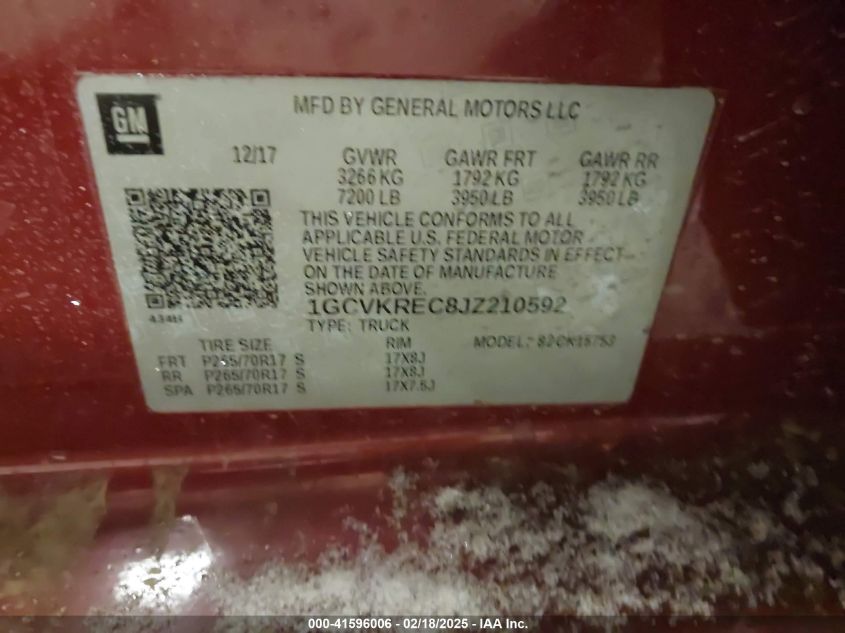 GM
MFD BY GENERAL MOTORS LLC
12/17 GVWR GAWR FRT GAWR RR
3266 KG 1792 KG 1792 KG
7200 LB 3950 LB 3950 LB
THIS VEHICLE CONFORMS TO ALL
APPLICABLE U.S. FEDERAL MOTOR
VEHICLE SAFETY STANDARDS IN EFFECT
ON THE DATE OF MANUFACTURE
SHOWN ABOVE.
1GCVKREC8JZ210592
TYPE: TRUCK
TIRE SIZE RIM MODEL:
FRT P265/70R17 S 17X8J
RR P265/70R17 S 17X8J
SPA P265/70R17 S 17X7.5J
000-41596006 / 02/18/2025 - IAA Inc.